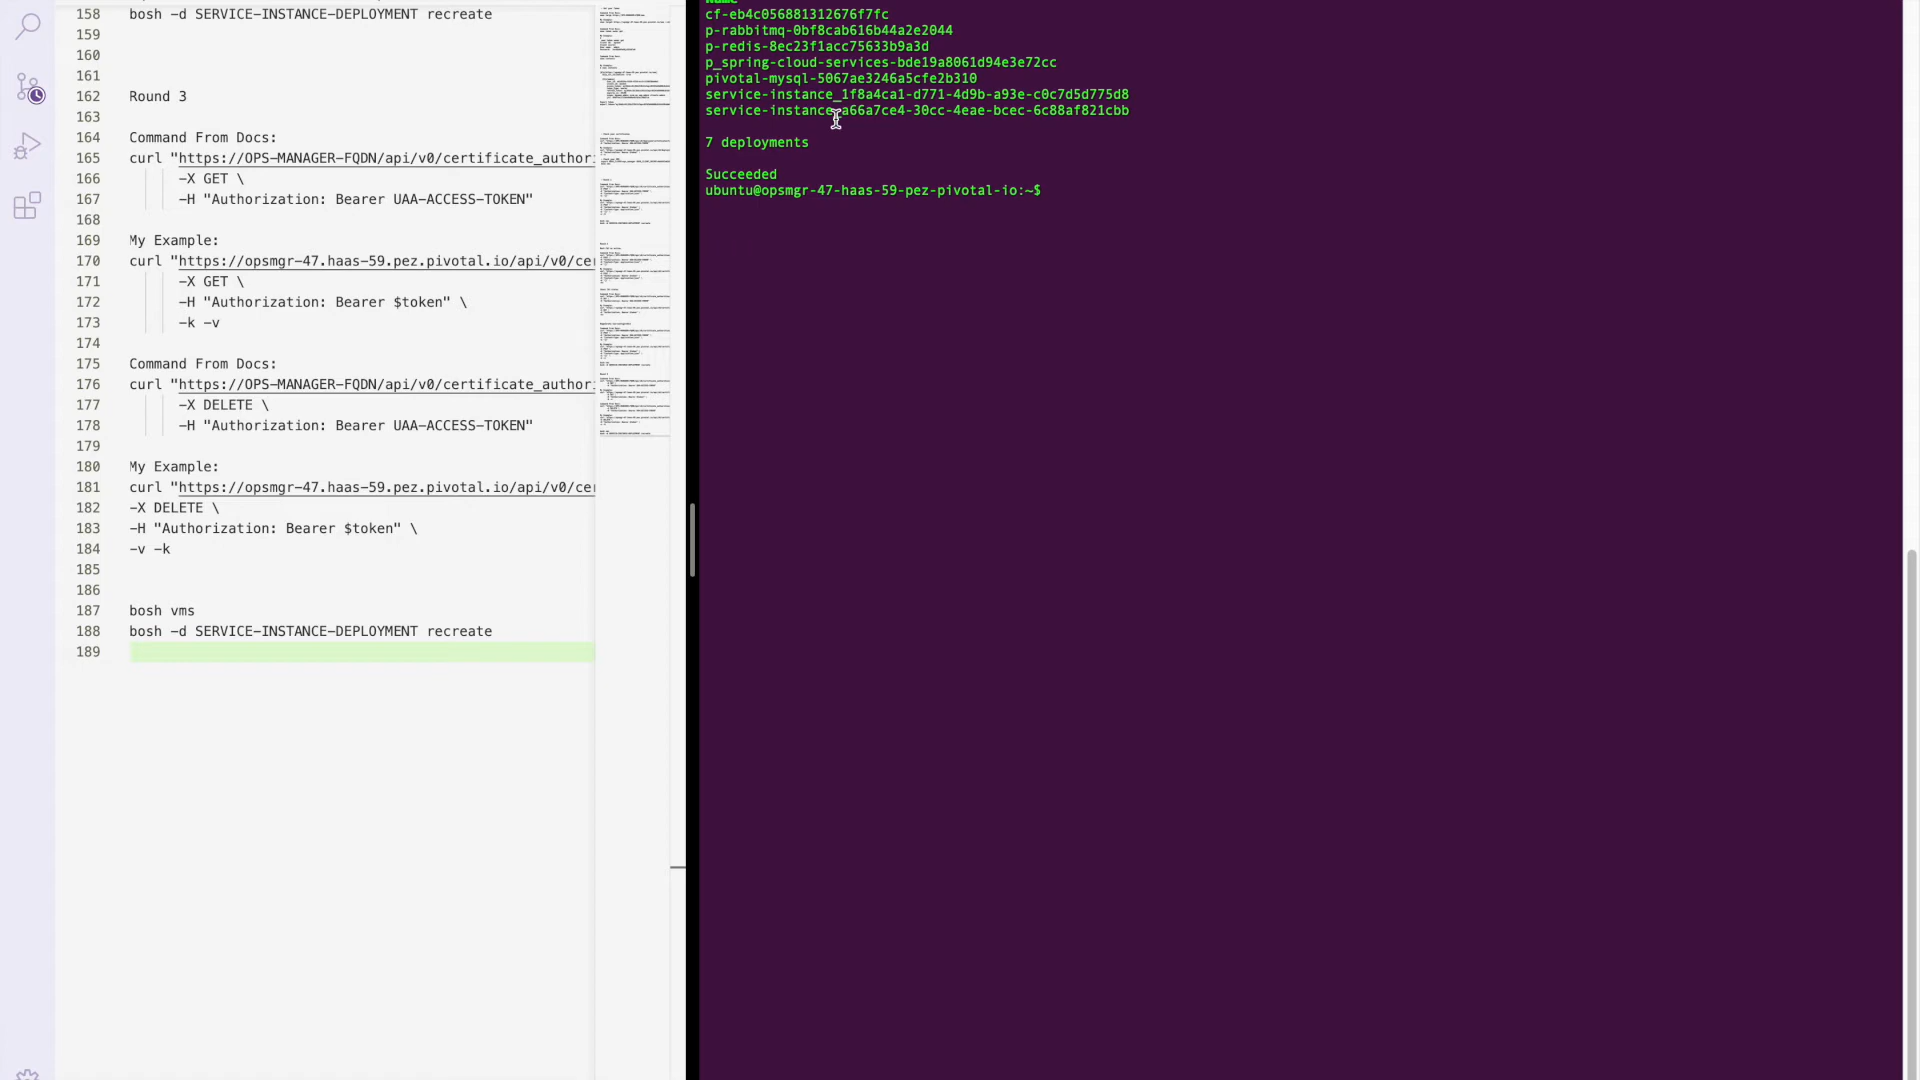 158 bosh -d SERVICE-INSTANCE-DEPLOYMENT recreate
159
160
161
162 Round 3
163
164 Command From Docs:
165 curl "https://OPS-MANAGER-FQDN/api/v0/certificate_author
166 -X GET \
167 -H "Authorization: Bearer UAA-ACCESS-TOKEN"
168
169 My Example:
170 curl "https://opsmgr-47.haas-59.pez.pivotal.io/api/v0/cer
171 -X GET \
172 -H "Authorization: Bearer $token" \
173 -k -v
174
175 Command From Docs:
176 curl "https://OPS-MANAGER-FQDN/api/v0/certificate_author
177 -X DELETE \
178 -H "Authorization: Bearer UAA-ACCESS-TOKEN"
179
180 My Example:
181 curl "https://opsmgr-47.haas-59.pez.pivotal.io/api/v0/cer
182 -X DELETE \
183 -H "Authorization: Bearer $token" \
184 -v -k
185
186
187 bosh vms
188 bosh -d SERVICE-INSTANCE-DEPLOYMENT recreate
189
Name
cf-eb4c056881312676f7fc
p-rabbitmq-0bf8cab616b44a2e2044
p-redis-8ec23f1acc75633b9a3d
p_spring-cloud-services-bde19a8061d94e3e72cc
pivotal-mysql-5067ae3246a5cfe2b310
service-instance_1f8a4ca1-d771-4d9b-a93e-c0c7d5d775d8
service-instance_a66a7ce4-30cc-4eae-bcec-6c88af821cbb
7 deployments
Succeeded
ubuntu@opsmgr-47-haas-59-pez-pivotal-io:~$